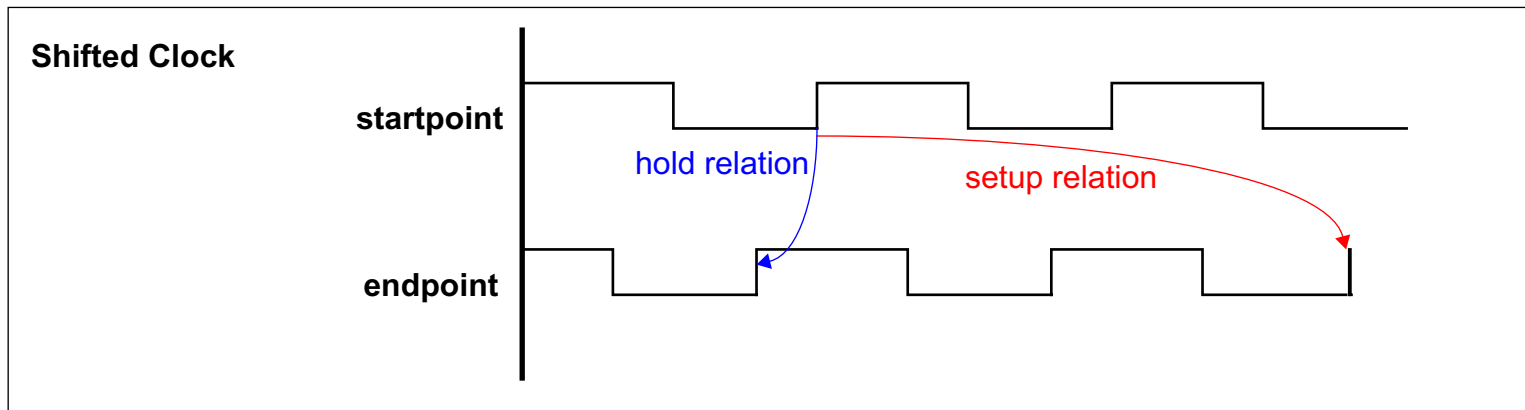 Shifted Clock
startpoint
hold relation
setup relation
endpoint